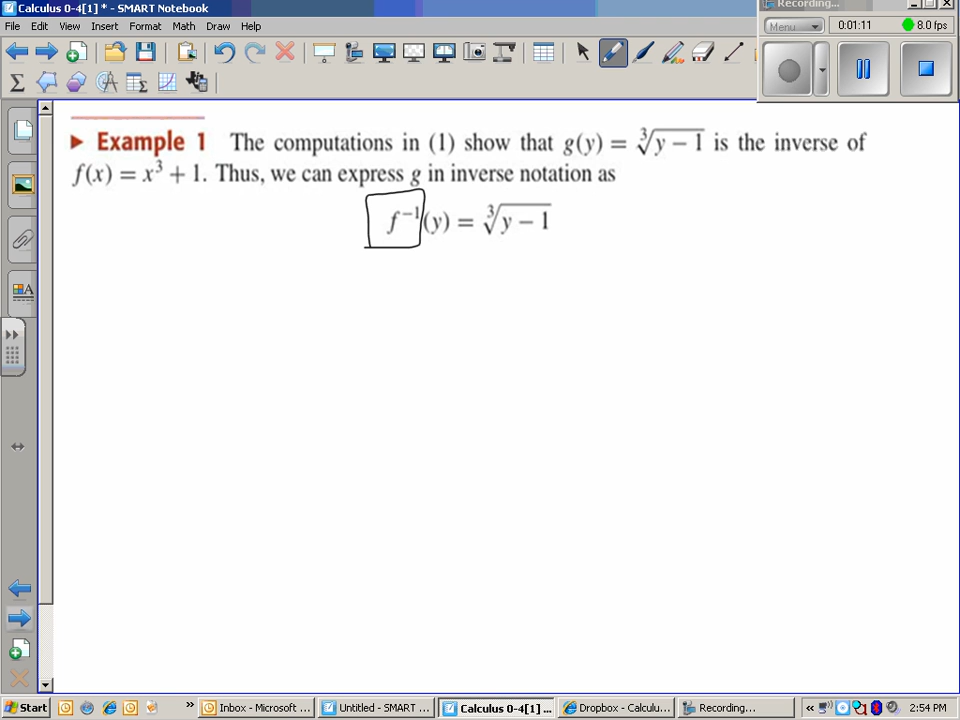 Calculus 0-4[1] * - SMART Notebook
Recording...
File Edit View Insert Format Math Draw Help
Menu 0:01:11 8.0 fps
▶ Example 1 The computations in (1) show that g(y) = ∛(y − 1) is the inverse of
f(x) = x³ + 1. Thus, we can express g in inverse notation as
f⁻¹(y) = ∛(y − 1)
Start » Inbox - Microsoft ... Untitled - SMART ... Calculus 0-4[1] ... Dropbox - Calculu... Recording... « 2:54 PM